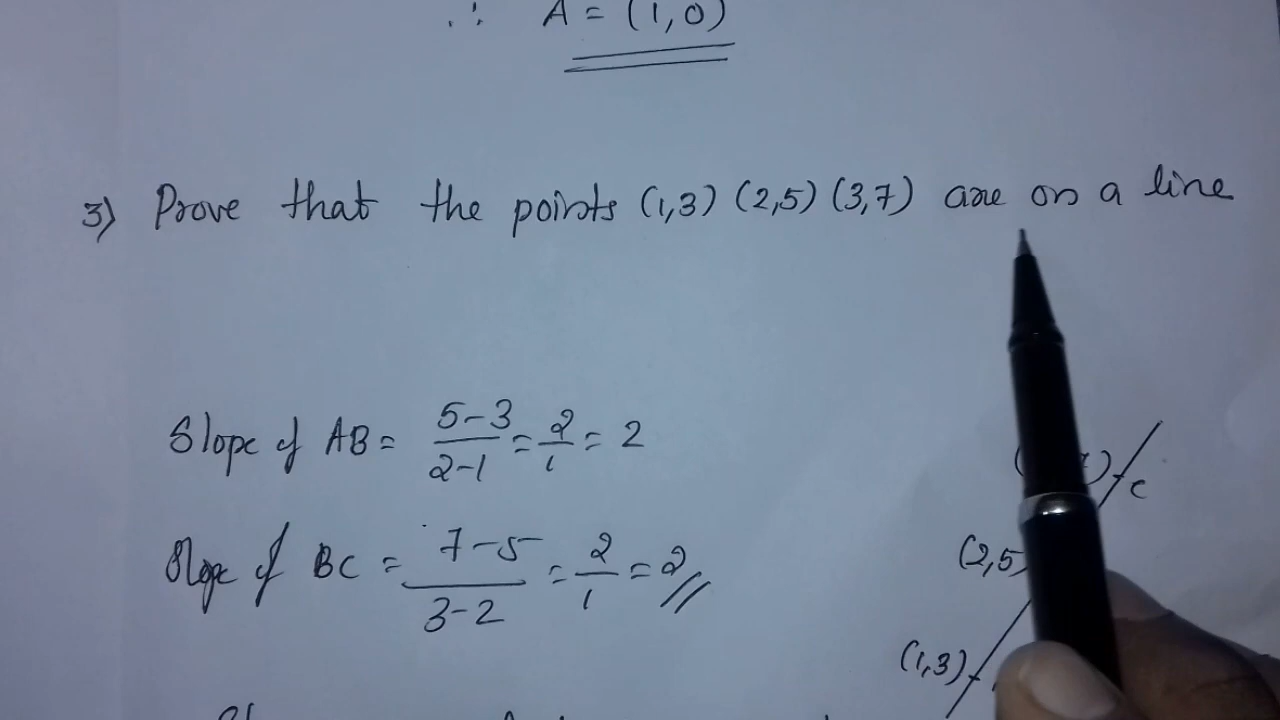 ∴ A = (1,0)
3) Prove that the points (1,3) (2,5) (3,7) are on a line
Slope of AB = 5-3/2-1 = 2/1 = 2
Slope of BC = 7-5/3-2 = 2/1 = 2//
C
(2,5)
(1,3)